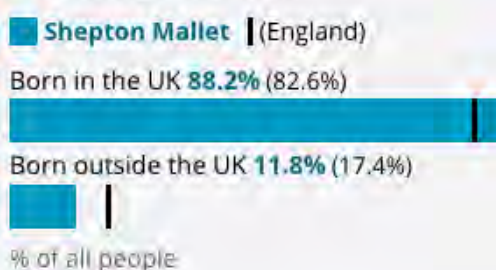 Shepton Mallet (England)
Born in the UK 88.2% (82.6%)
Born outside the UK 11.8% (17.4%)
% of all people